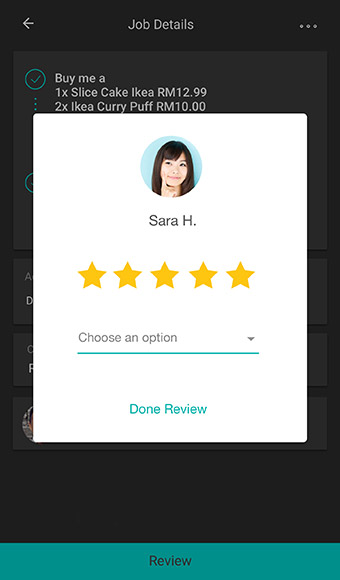 Job Details
Buy me a
1x Slice Cake Ikea RM12.99
2x Ikea Curry Puff RM10.00
Sara H.
Choose an option
Done Review
Review